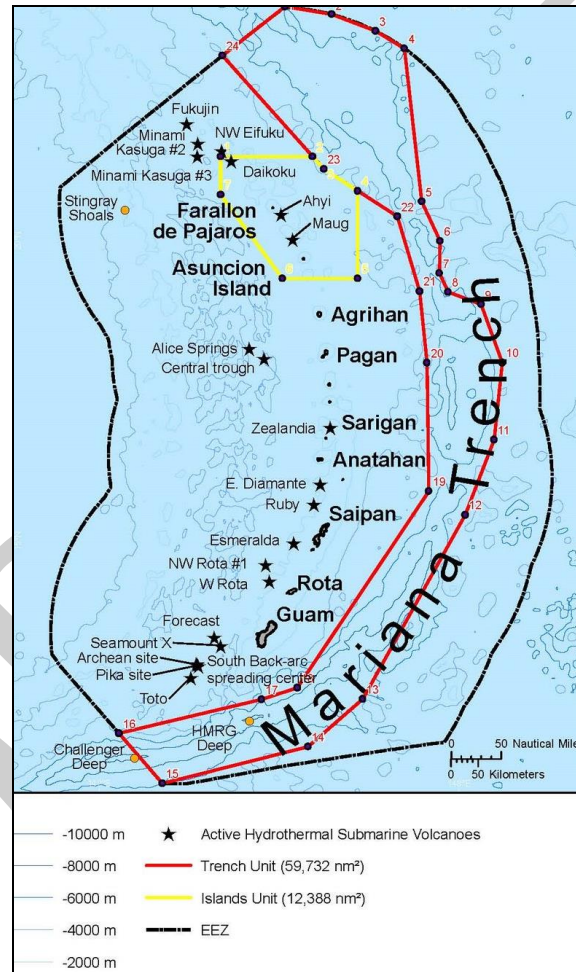 2
3
4
24
Fukujin
Minami
Kasuga #2
NW Eifuku
23
Minami Kasuga #3
Daikoku
4
Stingray
Shoals
Ahyi
22
5
Farallon
de Pajaros
Maug
6
7
Asuncion
Island
21
8
9
Agrihan
Alice Springs
Pagan
Central trough
20
10
Zealandia
Sarigan
11
Anatahan
E. Diamante
19
Ruby
12
Saipan
Esmeralda
NW Rota #1
W Rota
Rota
Mariana Trench
Guam
Forecast
Seamount X
Archean site
Pika site
South Back-arc
spreading center
Toto
17
13
HMRG
Deep
16
Challenger
Deep
14
15
0 50 Nautical Mile
0 50 Kilometers
-10000 m
Active Hydrothermal Submarine Volcanoes
-8000 m
Trench Unit (59,732 nm²)
-6000 m
Islands Unit (12,388 nm²)
-4000 m
EEZ
-2000 m